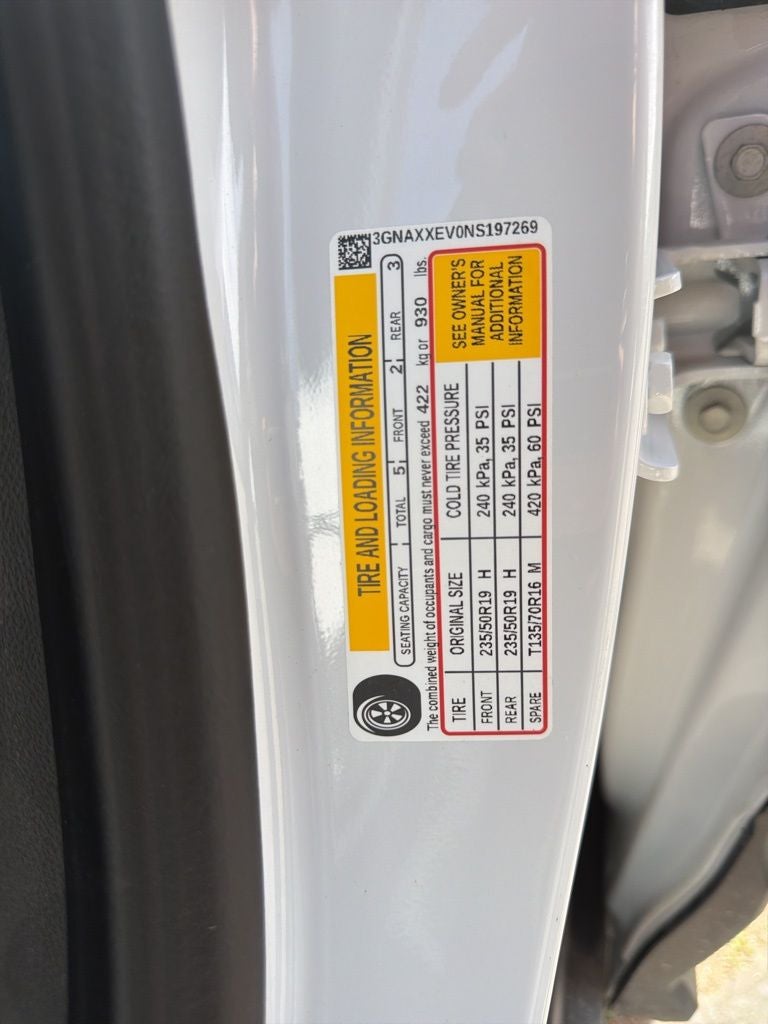 3GNAXXEV0NS197269
TIRE AND LOADING INFORMATION
SEATING CAPACITY TOTAL 5 FRONT 2 REAR 3
The combined weight of occupants and cargo must never exceed 422 kg or 930 lbs.
TIRE ORIGINAL SIZE COLD TIRE PRESSURE
FRONT 235/50R19 H 240 kPa, 35 PSI
REAR 235/50R19 H 240 kPa, 35 PSI
SPARE T135/70R16 M 420 kPa, 60 PSI
SEE OWNER'S
MANUAL FOR
ADDITIONAL
INFORMATION